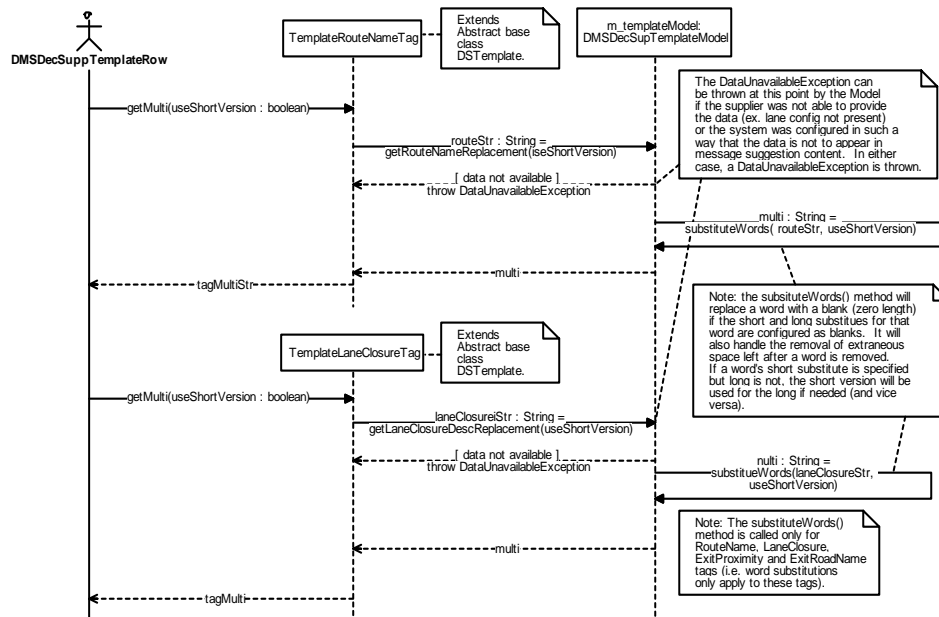 Extends
Abstract base
class
DSTemplate.
TemplateRouteNameTag
m_templateModel:
DMSDecSupTemplateModel
DMSDecSuppTemplateRow
The DataUnavailableException can
be thrown at this point by the Model
if the supplier was not able to provide
the data (ex. lane config not present)
or the system was configured in such a
way that the data is not to appear in
message suggestion content. In either
case, a DataUnavailableException is thrown.
getMulti(useShortVersion : boolean)
routeStr : String =
getRouteNameReplacement(iseShortVersion)
[ data not available ]
throw DataUnavailableException
multi : String =
substituteWords( routeStr, useShortVersion)
multi
tagMultiStr
Note: the subsituteWords() method will
replace a word with a blank (zero length)
if the short and long substitues for that
word are configured as blanks. It will
also handle the removal of extraneous
space left after a word is removed.
If a word's short substitute is specified
but long is not, the short version will be
used for the long if needed (and vice
versa).
Extends
Abstract base
class
DSTemplate.
TemplateLaneClosureTag
getMulti(useShortVersion : boolean)
laneClosureiStr : String =
getLaneClosureDescReplacement(useShortVersion)
[ data not available ]
throw DataUnavailableException
nulti : String =
substitueWords(laneClosureStr,
useShortVersion)
Note: The substituteWords()
method is called only for
RouteName, LaneClosure,
ExitProximity and ExitRoadName
tags (i.e. word substitutions
only apply to these tags).
multi
tagMulti